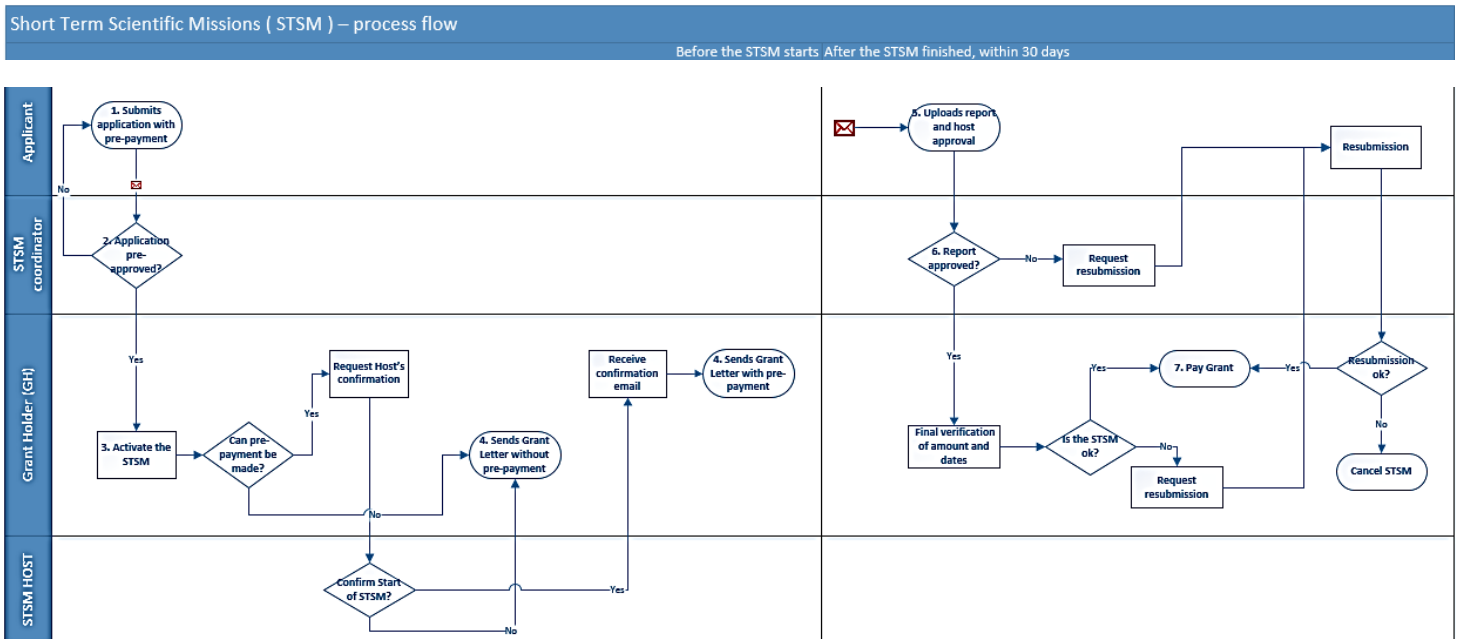 Short Term Scientific Missions ( STSM ) – process flow
Before the STSM starts
After the STSM finished, within 30 days
Applicant
1. Submits
application with
pre-payment
No
5. Uploads report
and host
approval
Resubmission
STSM
coordinator
2. Application
pre-
approved?
6. Report
approved?
No
Request
resubmission
Grant Holder (GH)
Yes
3. Activate the
STSM
Can pre-
payment be
made?
Yes
No
Request Host's
confirmation
4. Sends Grant
Letter without
pre-payment
Receive
confirmation
email
4. Sends Grant
Letter with pre-
payment
Yes
Final verification
of amount and
dates
Is the STSM
ok?
Yes
No
Request
resubmission
7. Pay Grant
Yes
Resubmission
ok?
No
Cancel STSM
STSM HOST
Confirm Start
of STSM?
Yes
No